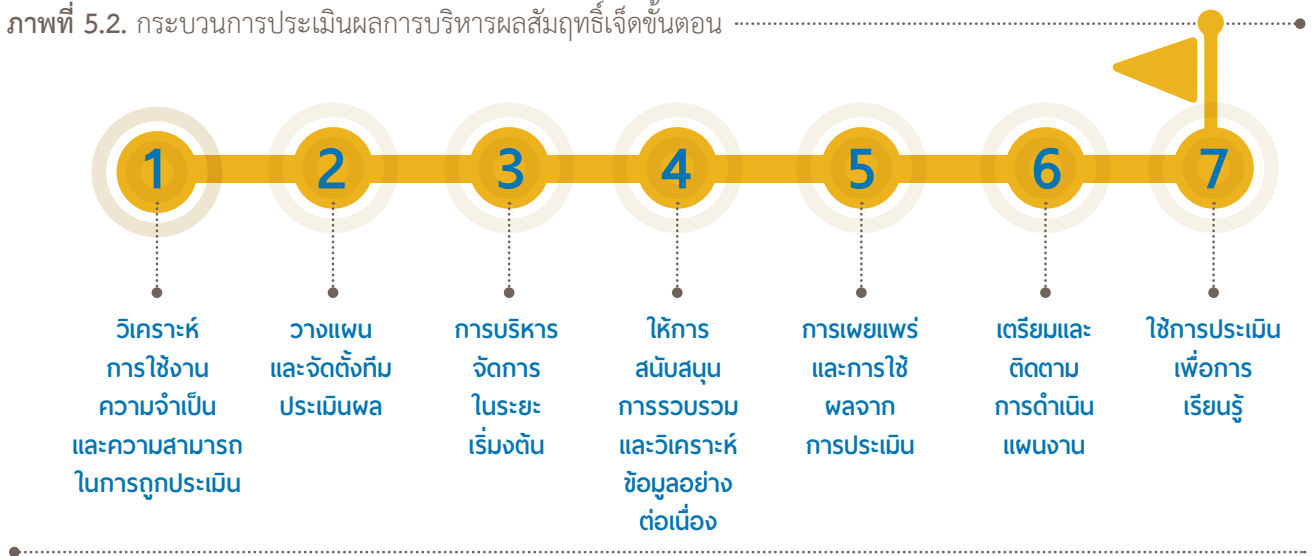 ภาพที่ 5.2. กระบวนการประเมินผลการบริหารผลสัมฤทธิ์เจ็ดขั้นตอน
1
2
3
4
5
6
7
วิเคราะห์
การใช้งาน
ความจำเป็น
และความสามารถ
ในการถูกประเมิน
วางแผน
และจัดตั้งทีม
ประเมินผล
การบริหาร
จัดการ
ในระยะ
เริ่มงต้น
ให้การ
สนับสนุน
การรวบรวม
และวิเคราะห์
ข้อมูลอย่าง
ต่อเนื่อง
การเผยแพร่
และการใช้
ผลจาก
การประเมิน
เตรียมและ
ติดตาม
การดำเนิน
แผนงาน
ใช้การประเมิน
เพื่อการ
เรียนรู้